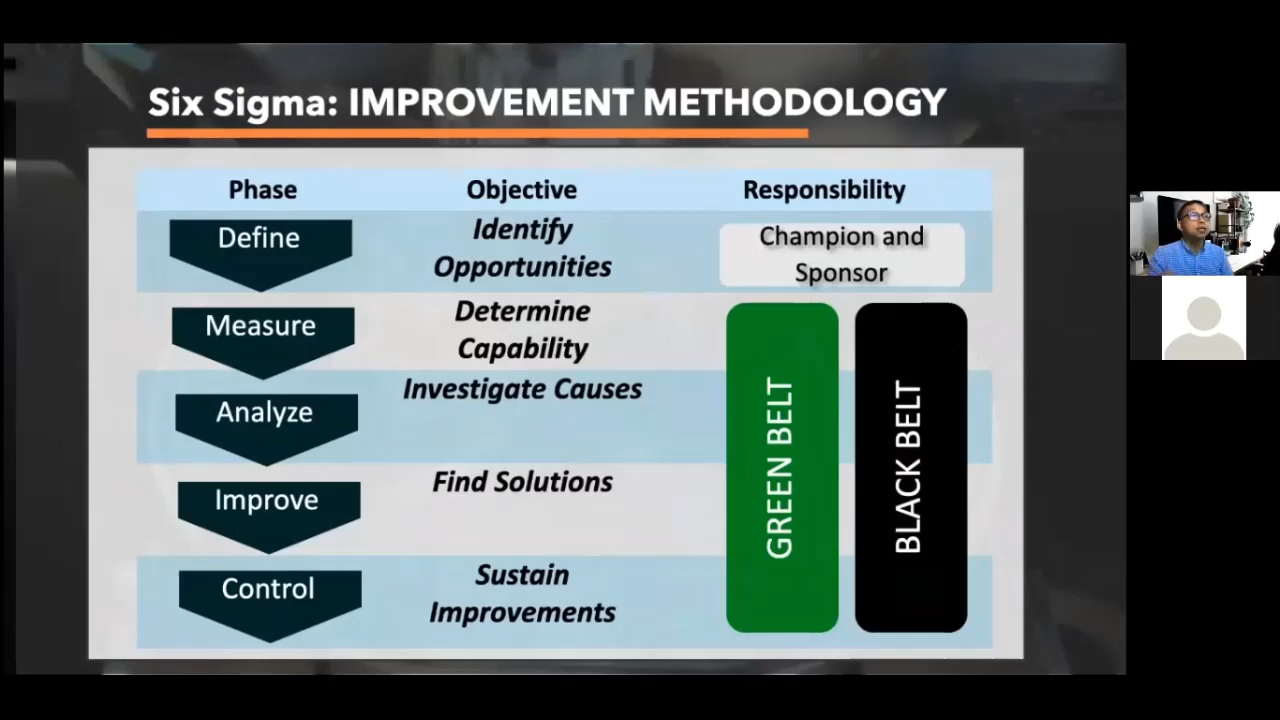 Six Sigma: IMPROVEMENT METHODOLOGY
Phase Objective Responsibility
Define
Identify
Opportunities
Champion and
Sponsor
Measure
Determine
Capability
Analyze
Investigate Causes
Improve
Find Solutions
Control
Sustain
Improvements
GREEN BELT
BLACK BELT